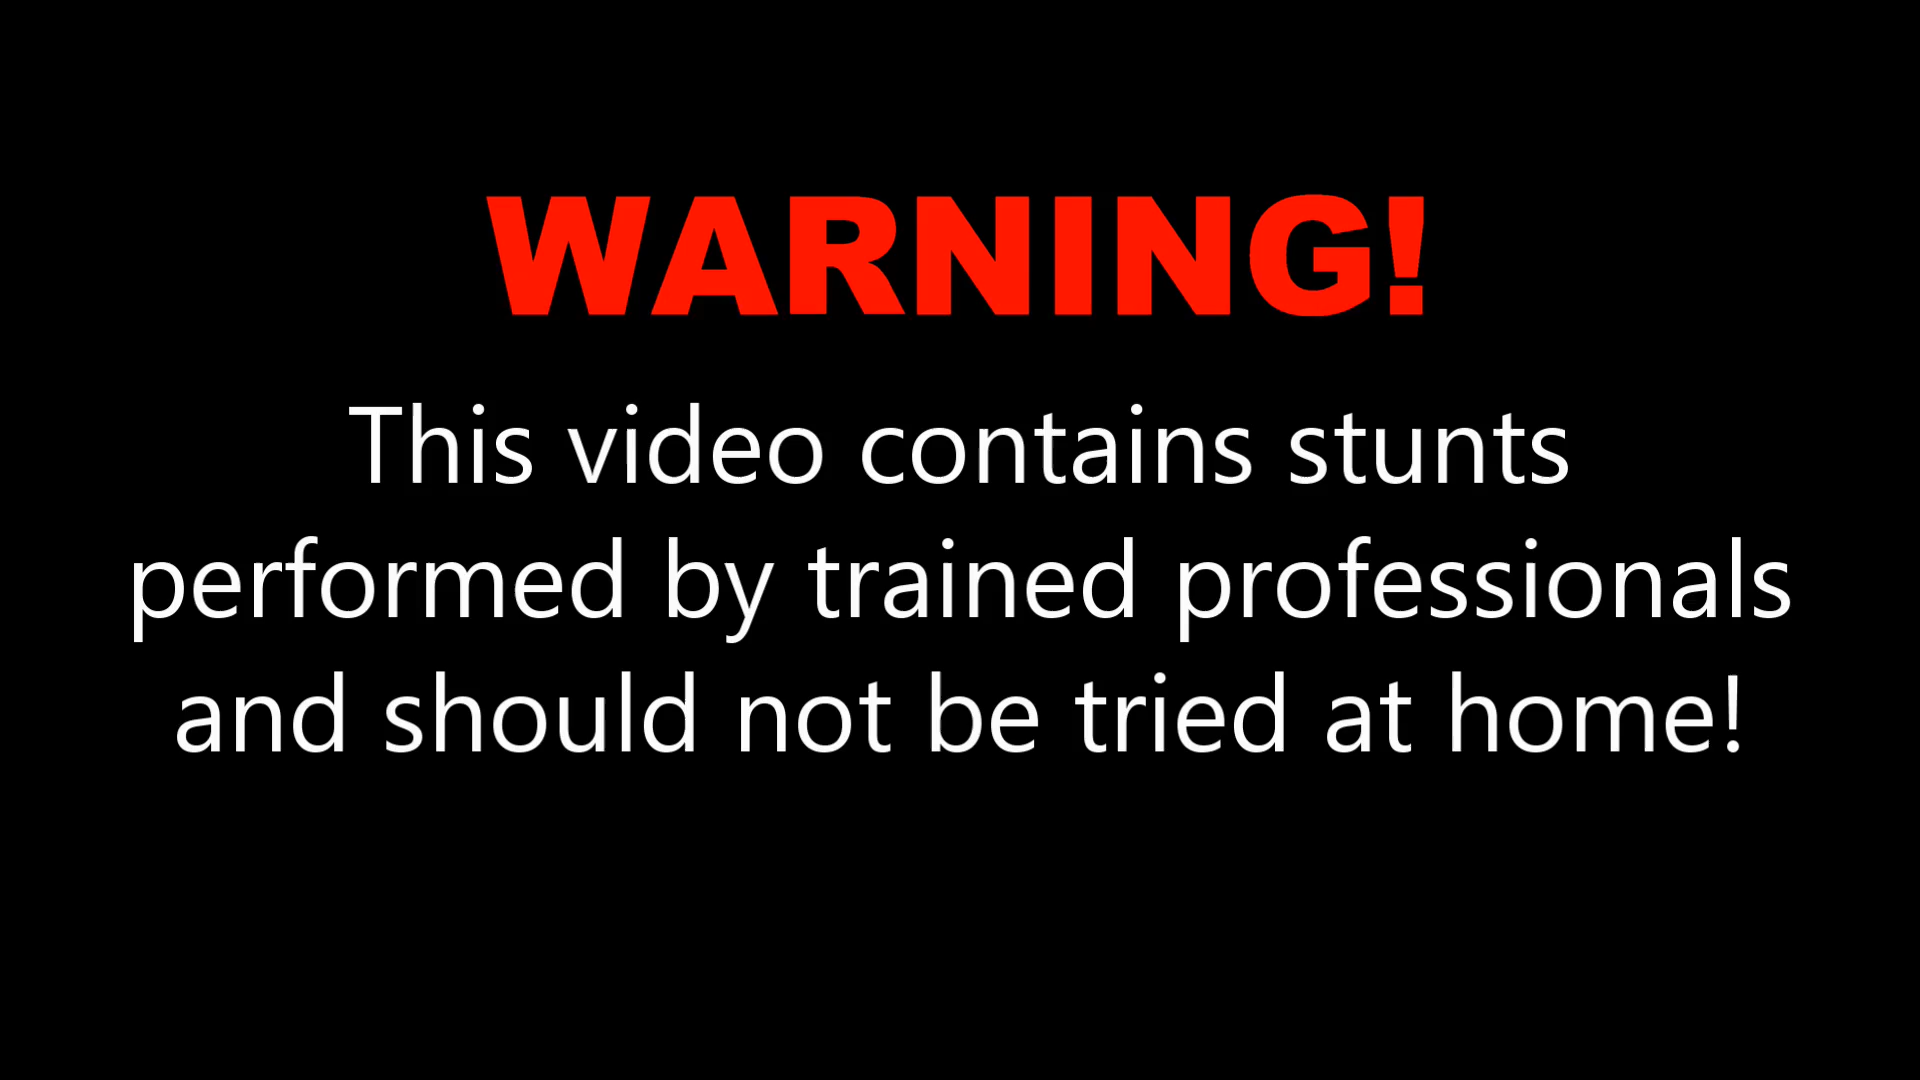 WARNING!
This video contains stunts
performed by trained professionals
and should not be tried at home!